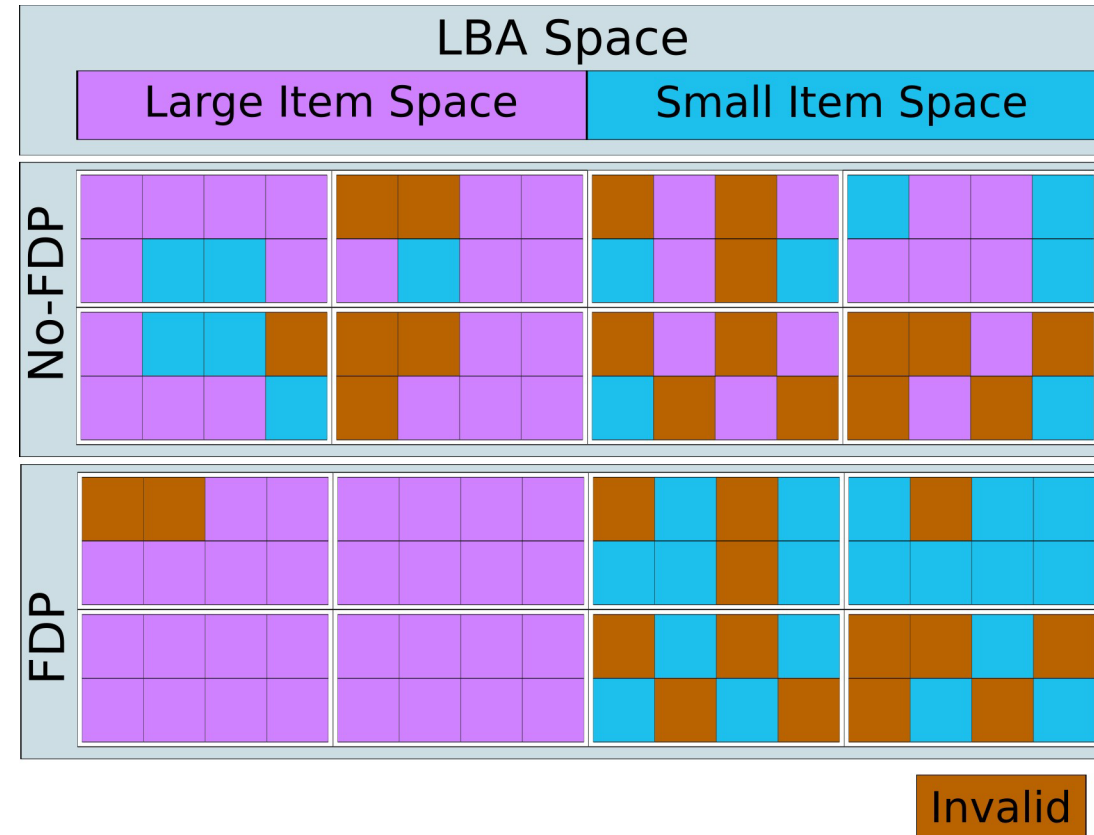 LBA Space
Large Item Space
Small Item Space
No-FDP
FDP
Invalid